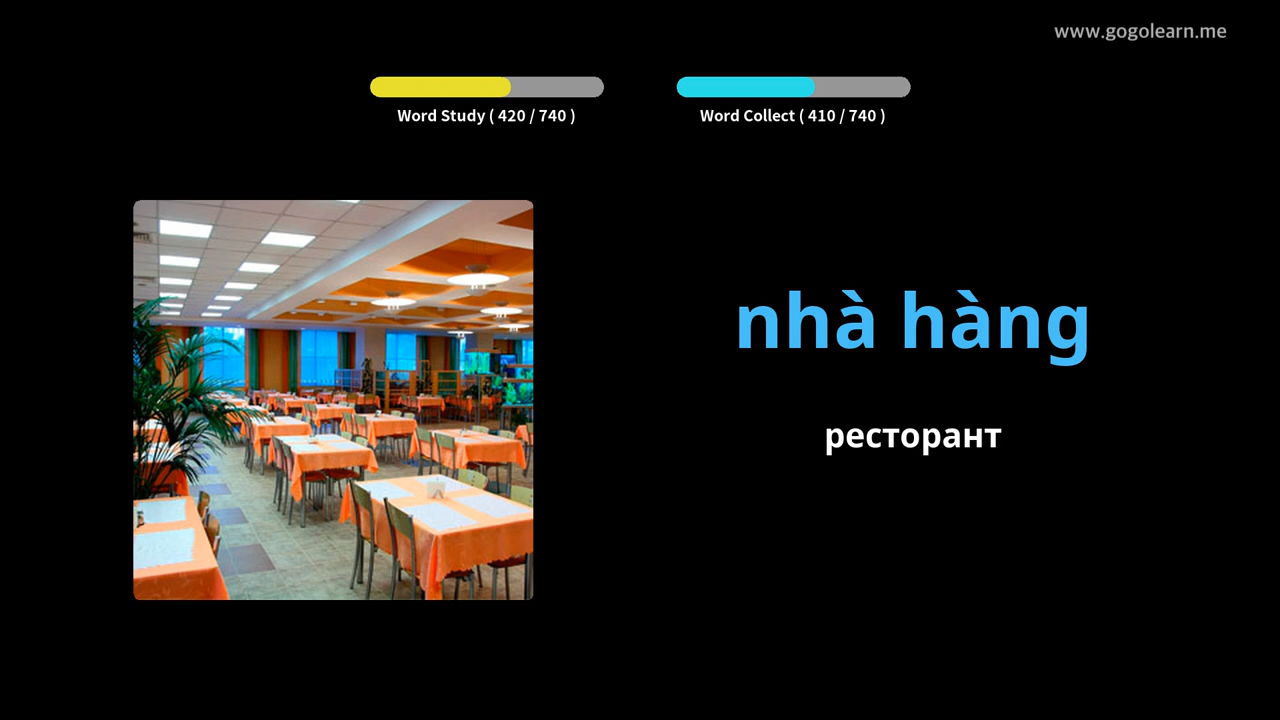 www.gogolearn.me
Word Study ( 420 / 740 )
Word Collect ( 410 / 740 )
nhà hàng
ресторант